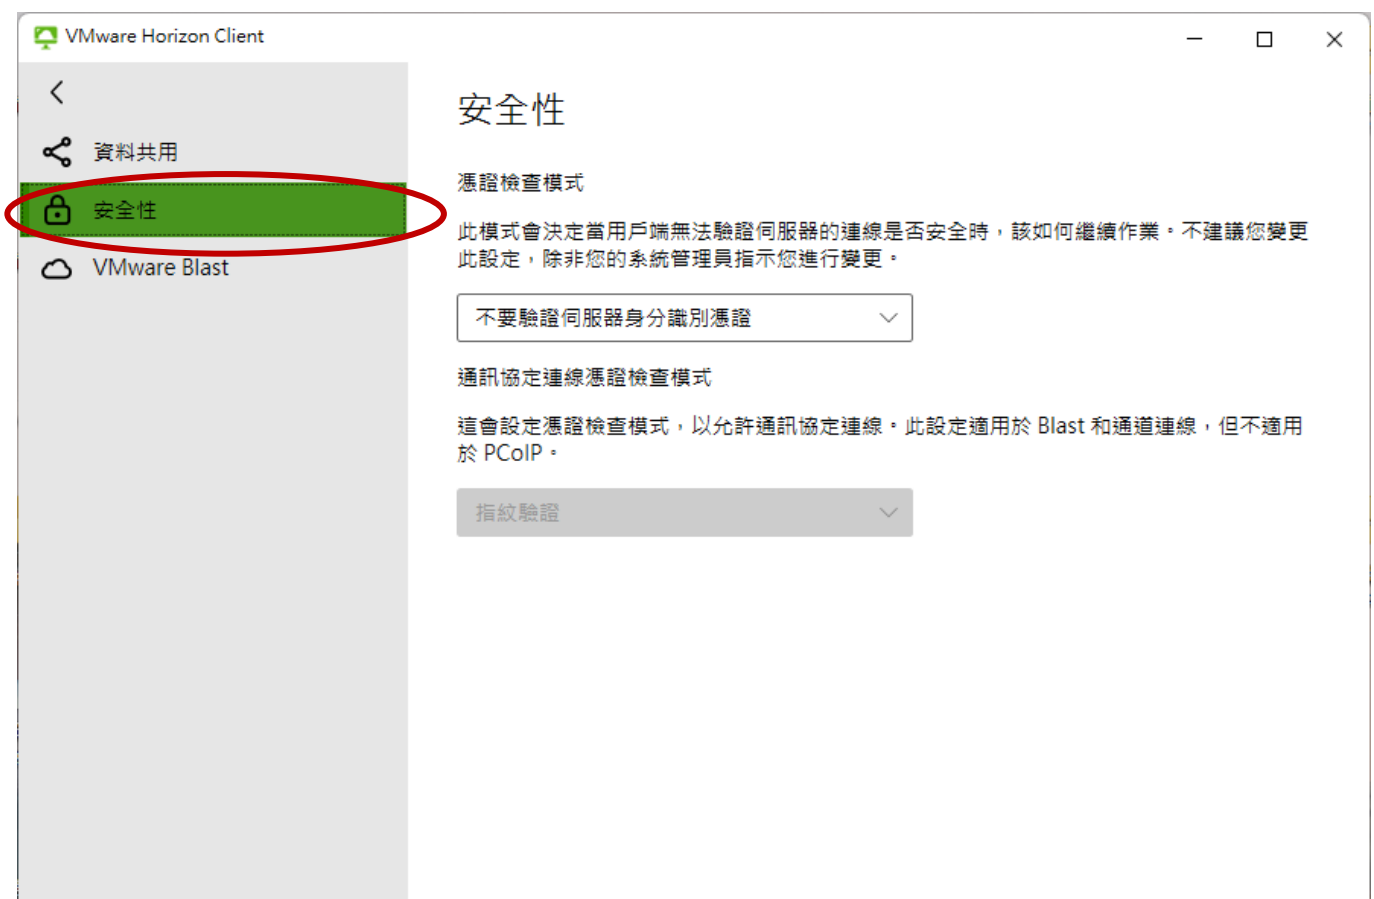 VMware Horizon Client
資料共用
安全性
VMware Blast
安全性
憑證檢查模式
此模式會決定當用戶端無法驗證伺服器的連線是否安全時，該如何繼續作業。不建議您變更
此設定，除非您的系統管理員指示您進行變更。
不要驗證伺服器身分識別憑證
通訊協定連線憑證檢查模式
這會設定憑證檢查模式，以允許通訊協定連線。此設定適用於 Blast 和通道連線，但不適用
於 PCoIP。
指紋驗證